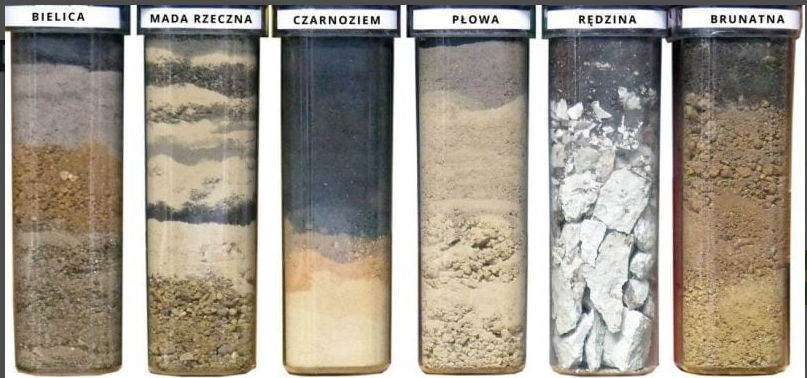 BIELICA
MADA RZECZNA
CZARNOZIEM
PŁOWA
RĘDZINA
BRUNATNA